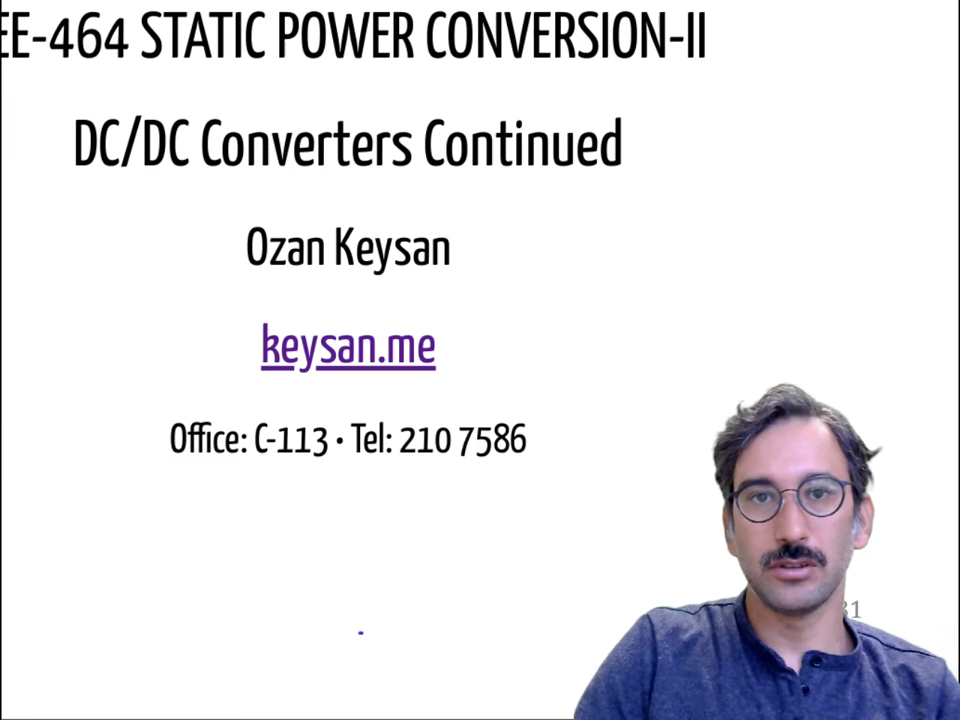 EE-464 STATIC POWER CONVERSION-II
DC/DC Converters Continued
Ozan Keysan
keysan.me
Office: C-113 • Tel: 210 7586
31